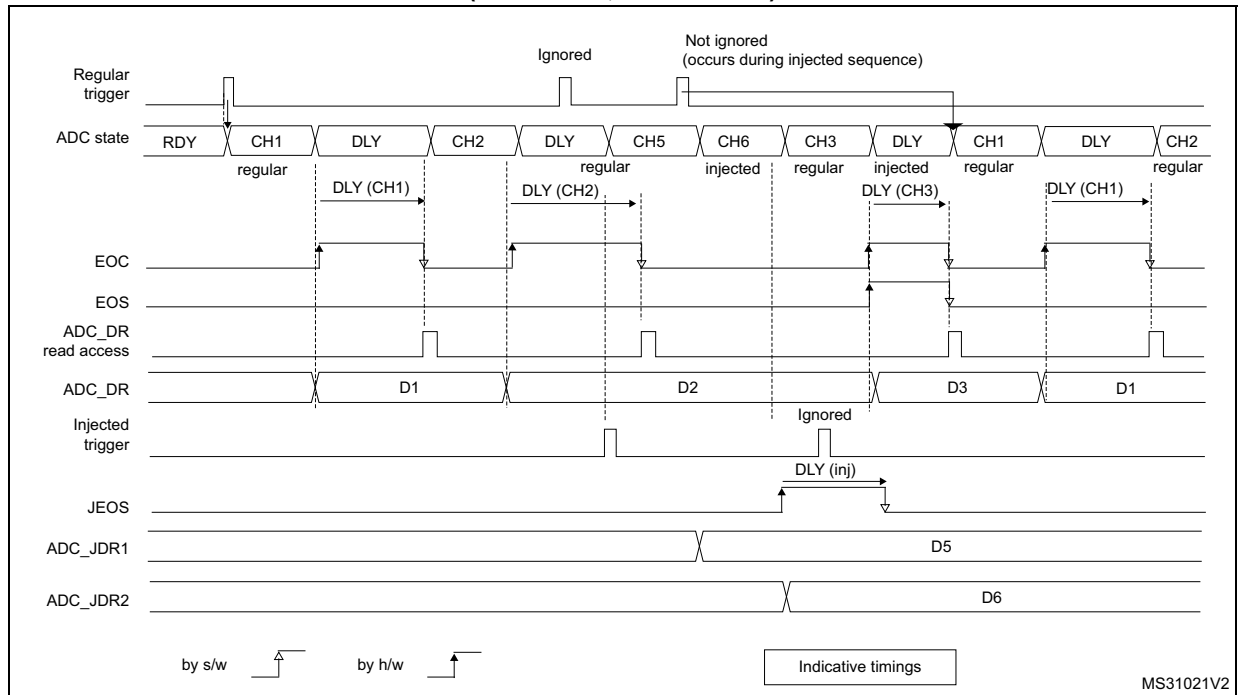 Regular
trigger
Ignored
Not ignored
(occurs during injected sequence)
ADC state
RDY CH1 DLY CH2 DLY CH5 CH6 CH3 DLY CH1 DLY CH2
regular regular injected regular injected regular regular
DLY (CH1) DLY (CH2) DLY (CH3) DLY (CH1)
EOC
EOS
ADC_DR
read access
ADC_DR D1 D2 D3 D1
Injected
trigger
Ignored
DLY (inj)
JEOS
ADC_JDR1 D5
ADC_JDR2 D6
by s/w by h/w Indicative timings
MS31021V2